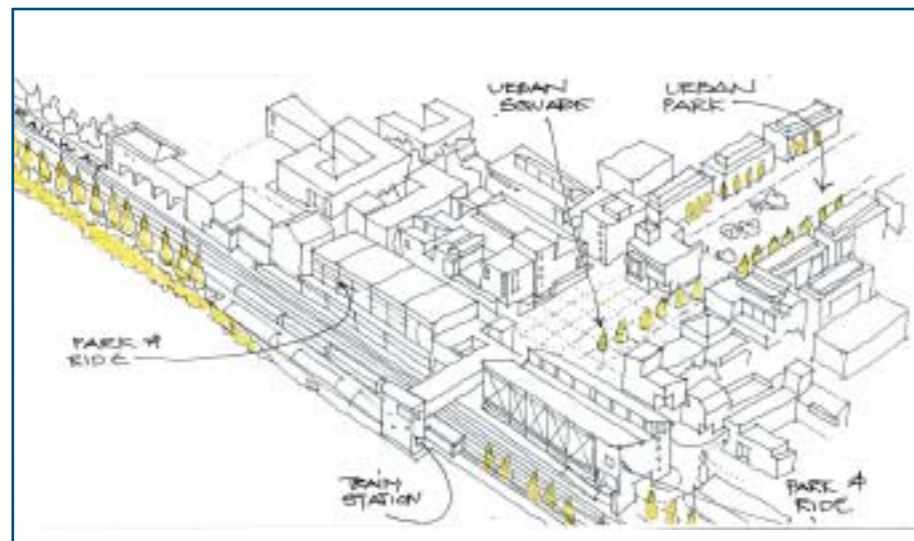 URBAN
SQUARE
URBAN
PARK
PARK &
RIDE
TRAIN
STATION
PARK &
RIDE